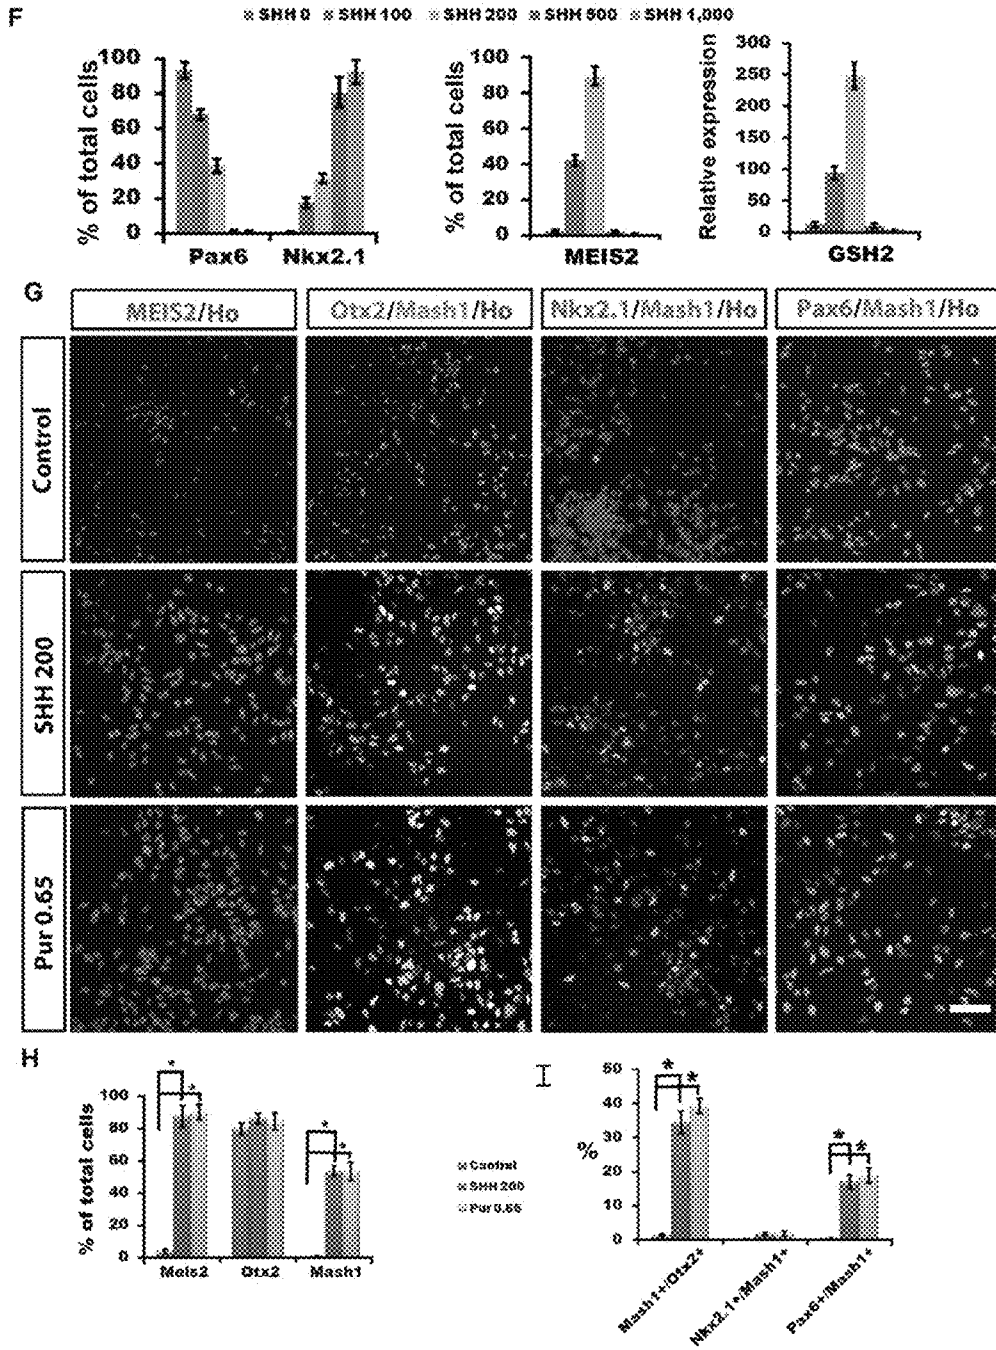 F
SHH 0 SHH 100 SHH 200 SHH 500 SHH 1,000
% of total cells
100
80
60
40
20
0
Pax6 Nkx2.1
% of total cells
100
80
60
40
20
0
MEIS2
Relative expression
300
250
200
150
100
50
0
GSH2
G
MEIS2/Ho Otx2/Mash1/Ho Nkx2.1/Mash1/Ho Pax6/Mash1/Ho
Control
SHH 200
Pur 0.65
H
% of total cells
100
80
60
40
20
0
* * * *
Meis2 Otx2 Mash1
Control
SHH 200
Pur 0.65
I
%
50
40
30
20
10
0
* * * *
Mash1+/Otx2+
Nkx2.1+/Mash1+
Pax6+/Mash1+